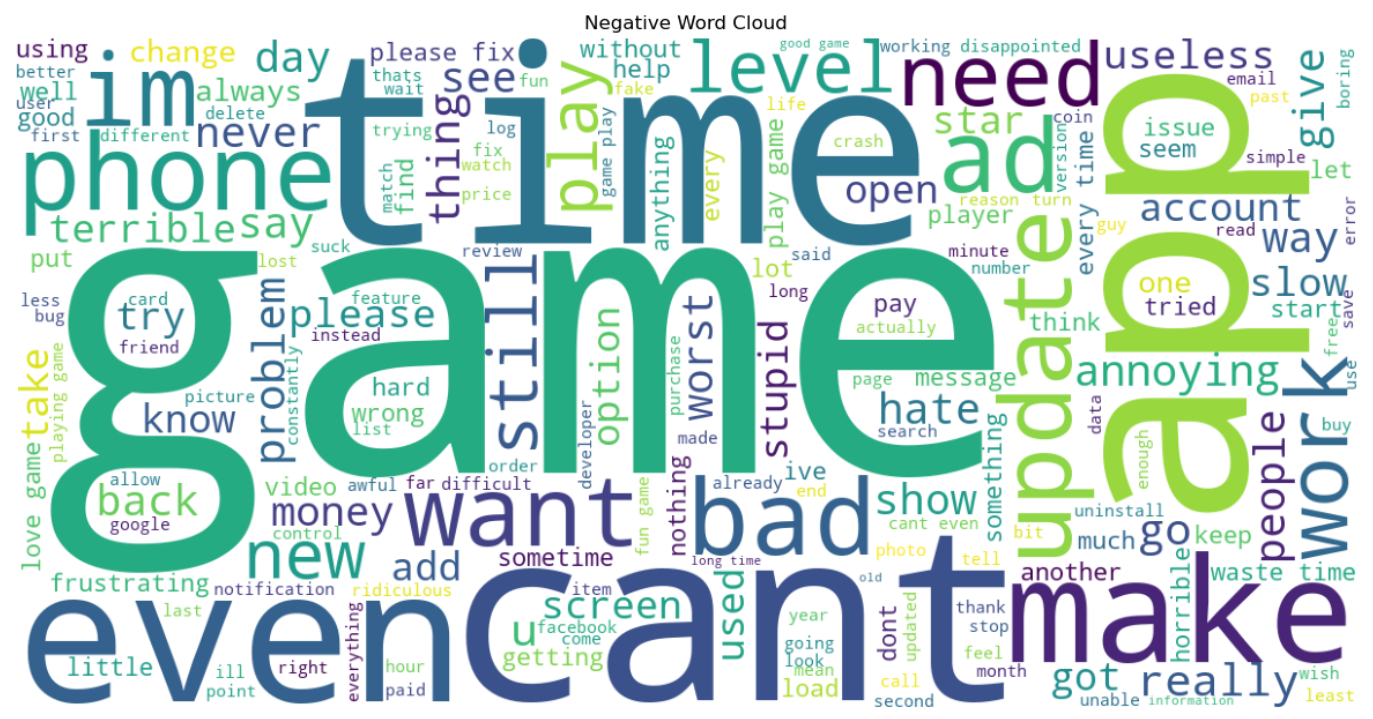 Negative Word Cloud
using
change
day
please fix
see
without
help
good game
working
disappointed
level
need
useless
better
well
user
good
first
im
always
delete
different
never
thats
wait
fun
fake
life
email
past
give
boring
time
thing
play
phone
trying
log
fix
watch
match
find
price
game play
anything
every
play game
crash
star
ad
coin
version
every time
issue
seem
simple
let
app
open
player
reason
turn
guy
account
read
error
way
terrible
say
suck
review
said
minute
number
put
lost
lot
long
less
bug
card
try
friend
problem
please
feature
instead
still
option
purchase
worst
stupid
pay
actually
update
think
one
tried
slow
start
free
save
use
game
take
love game
playing game
know
picture
constantly
hard
wrong
list
developer
made
page
message
hate
search
something
annoying
data
enough
work
people
buy
order
allow
back
google
video
money
control
awful
far
difficult
want
fun game
nothing
bad
already
ive
end
show
cant even
photo
tell
bit
uninstall
much
go
keep
frustrating
new
notification
add
ridiculous
sometime
long time
old
another
horrible
waste time
even
cant
make
last
little
ill
point
right
everything
hour
paid
item
screen
u
facebook
come
getting
used
year
going
look
mean
load
dont
updated
call
second
thank
stop
feel
month
got
really
unable
information
wish
least